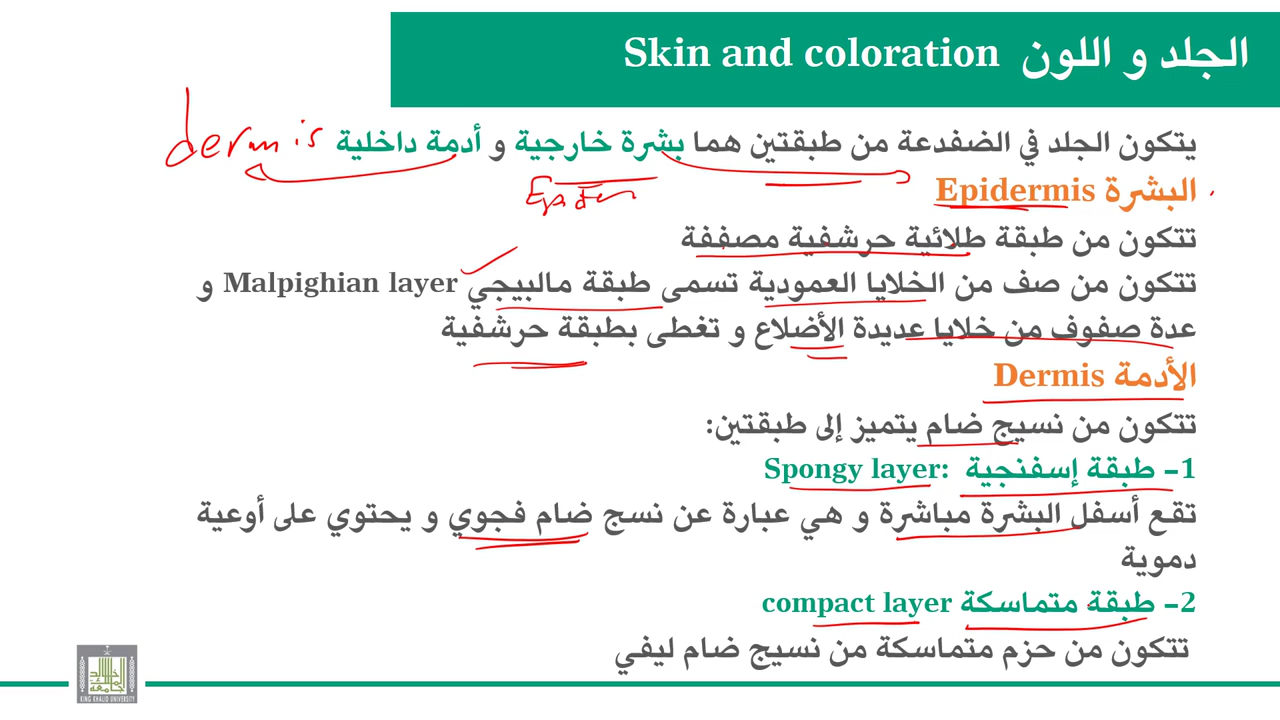 الجلد و اللون Skin and coloration
يتكون الجلد في الضفدعة من طبقتين هما بشرة خارجية و أدمة داخلية
dermis
Epider
البشرة Epidermis
تتكون من طبقة طلائية حرشفية مصففة
تتكون من صف من الخلايا العمودية تسمى طبقة مالبيجي Malpighian layer و
عدة صفوف من خلايا عديدة الأضلاع و تغطى بطبقة حرشفية
الأدمة Dermis
تتكون من نسيج ضام يتميز إلى طبقتين:
1- طبقة إسفنجية Spongy layer:
تقع أسفل البشرة مباشرة و هي عبارة عن نسج ضام فجوي و يحتوي على أوعية
دموية
2- طبقة متماسكة compact layer
تتكون من حزم متماسكة من نسيج ضام ليفي
KING KHALID UNIVERSITY